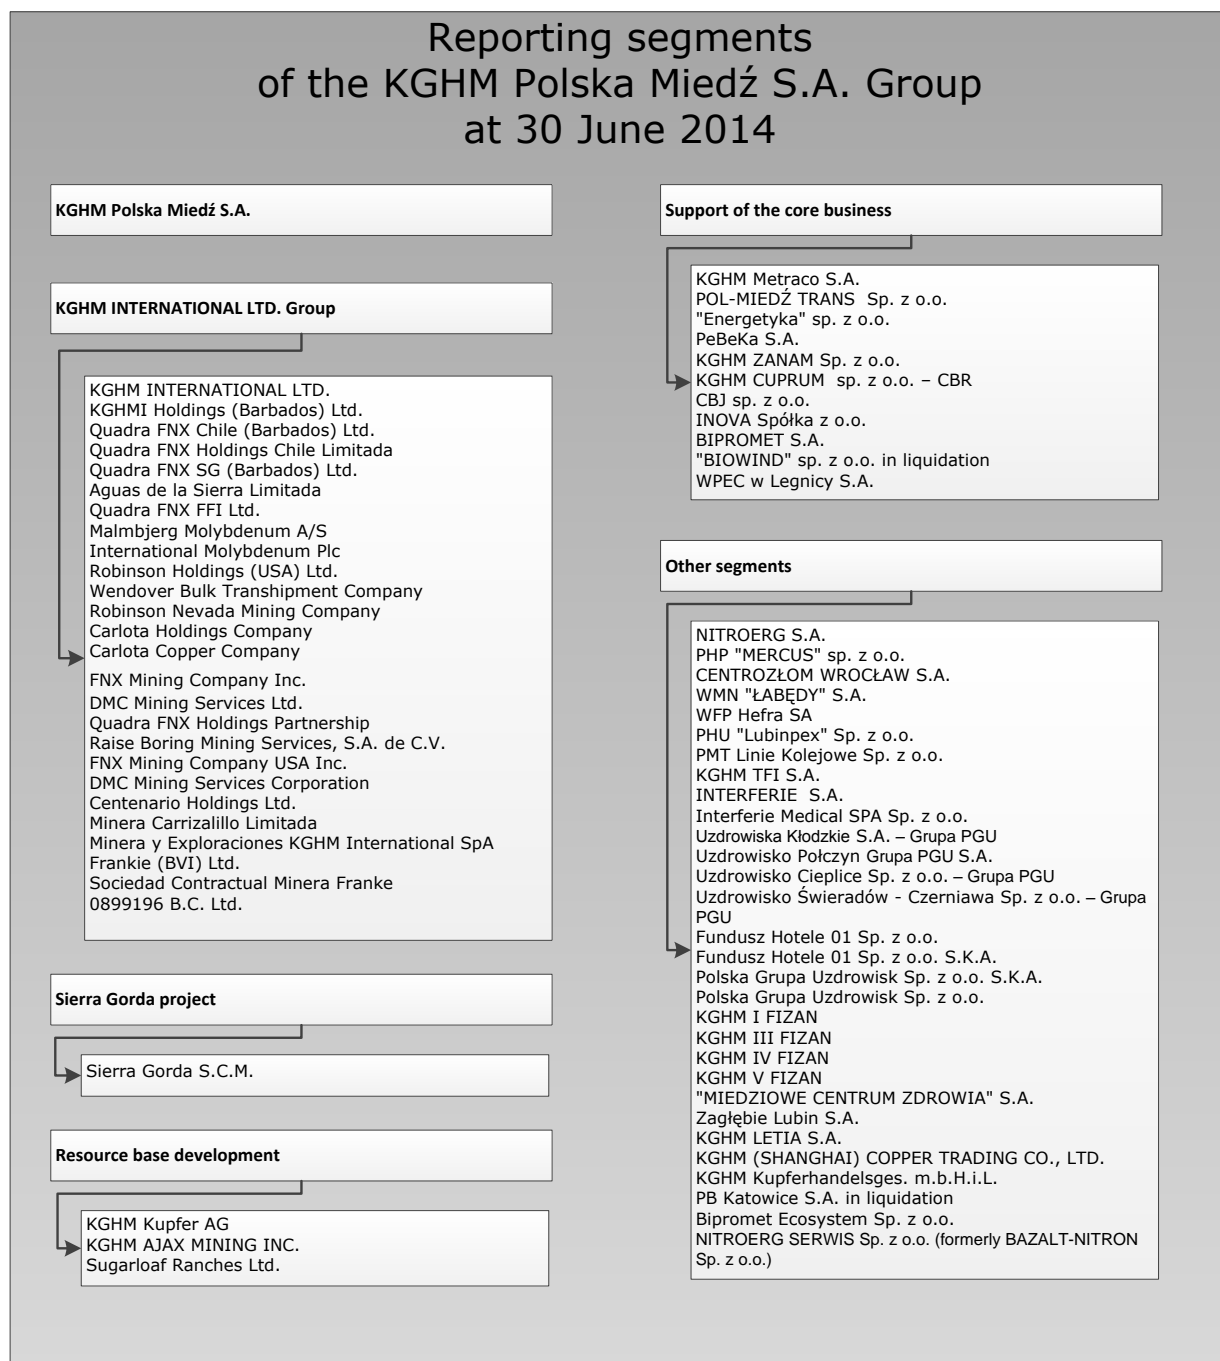 Reporting segments
of the KGHM Polska Miedź S.A. Group
at 30 June 2014
KGHM Polska Miedź S.A.
KGHM INTERNATIONAL LTD. Group
KGHM INTERNATIONAL LTD.
KGHMI Holdings (Barbados) Ltd.
Quadra FNX Chile (Barbados) Ltd.
Quadra FNX Holdings Chile Limitada
Quadra FNX SG (Barbados) Ltd.
Aguas de la Sierra Limitada
Quadra FNX FFI Ltd.
Malmbjerg Molybdenum A/S
International Molybdenum Plc
Robinson Holdings (USA) Ltd.
Wendover Bulk Transhipment Company
Robinson Nevada Mining Company
Carlota Holdings Company
Carlota Copper Company
FNX Mining Company Inc.
DMC Mining Services Ltd.
Quadra FNX Holdings Partnership
Raise Boring Mining Services, S.A. de C.V.
FNX Mining Company USA Inc.
DMC Mining Services Corporation
Centenario Holdings Ltd.
Minera Carrizalillo Limitada
Minera y Exploraciones KGHM International SpA
Frankie (BVI) Ltd.
Sociedad Contractual Minera Franke
0899196 B.C. Ltd.
Sierra Gorda project
Sierra Gorda S.C.M.
Resource base development
KGHM Kupfer AG
KGHM AJAX MINING INC.
Sugarloaf Ranches Ltd.
Support of the core business
KGHM Metraco S.A.
POL-MIEDŹ TRANS  Sp. z o.o.
"Energetyka" sp. z o.o.
PeBeKa S.A.
KGHM ZANAM Sp. z o.o.
KGHM CUPRUM  sp. z o.o. – CBR
CBJ sp. z o.o.
INOVA Spółka z o.o.
BIPROMET S.A.
"BIOWIND" sp. z o.o. in liquidation
WPEC w Legnicy S.A.
Other segments
NITROERG S.A.
PHP "MERCUS" sp. z o.o.
CENTROZŁOM WROCŁAW S.A.
WMN "ŁABĘDY" S.A.
WFP Hefra SA
PHU "Lubinpex" Sp. z o.o.
PMT Linie Kolejowe Sp. z o.o.
KGHM TFI S.A.
INTERFERIE  S.A.
Interferie Medical SPA Sp. z o.o.
Uzdrowiska Kłodzkie S.A. – Grupa PGU
Uzdrowisko Połczyn Grupa PGU S.A.
Uzdrowisko Cieplice Sp. z o.o. – Grupa PGU
Uzdrowisko Świeradów - Czerniawa Sp. z o.o. – Grupa
PGU
Fundusz Hotele 01 Sp. z o.o.
Fundusz Hotele 01 Sp. z o.o. S.K.A.
Polska Grupa Uzdrowisk Sp. z o.o. S.K.A.
Polska Grupa Uzdrowisk Sp. z o.o.
KGHM I FIZAN
KGHM III FIZAN
KGHM IV FIZAN
KGHM V FIZAN
"MIEDZIOWE CENTRUM ZDROWIA" S.A.
Zagłębie Lubin S.A.
KGHM LETIA S.A.
KGHM (SHANGHAI) COPPER TRADING CO., LTD.
KGHM Kupferhandelsges. m.b.H.i.L.
PB Katowice S.A. in liquidation
Bipromet Ecosystem Sp. z o.o.
NITROERG SERWIS Sp. z o.o. (formerly BAZALT-NITRON
Sp. z o.o.)